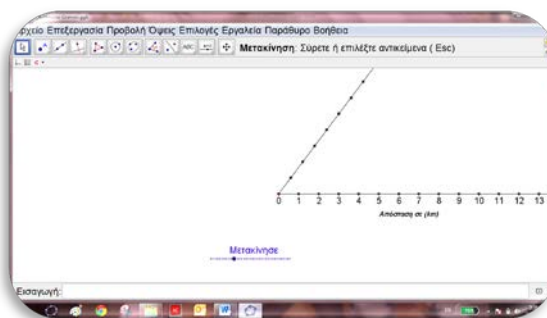 ρχείο Επεξεργασία Προβολή Όψεις Επιλογές Εργαλεία Παράθυρο Βοήθεια
ABC
Μετακίνηση: Σύρετε ή επιλέξτε αντικείμενα ( Esc)
0 1 2 3 4 5 6 7 8 9 10 11 12 13
Απόσταση σε (km)
Μετακίνησε
Εισαγωγή: